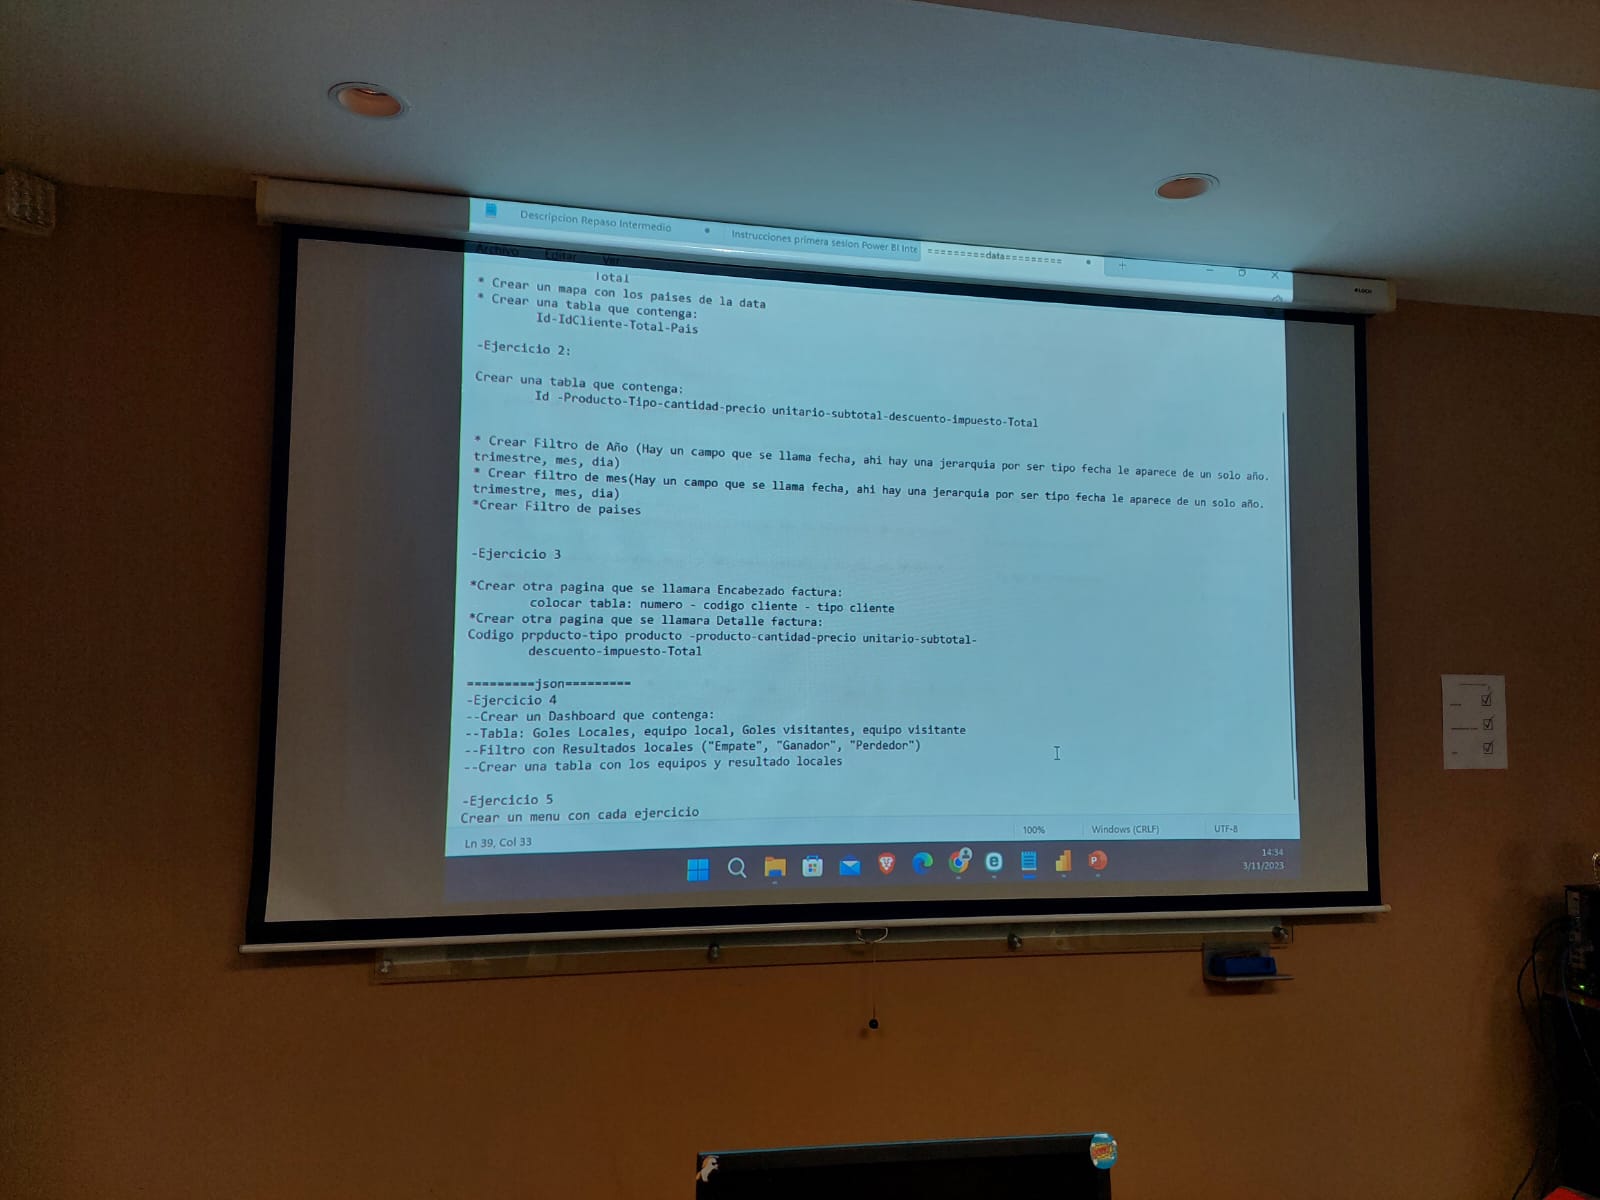 Descripcion Repaso Intermedio
Instrucciones primera sesion Power BI Inte
=========data=========
Archivo Editar Ver
Total
* Crear un mapa con los paises de la data
* Crear una tabla que contenga:
Id-IdCliente-Total-Pais
-Ejercicio 2:
Crear una tabla que contenga:
Id -Producto-Tipo-cantidad-precio unitario-subtotal-descuento-impuesto-Total
* Crear Filtro de Año (Hay un campo que se llama fecha, ahi hay una jerarquia por ser tipo fecha le aparece de un solo año.
trimestre, mes, dia)
* Crear filtro de mes(Hay un campo que se llama fecha, ahi hay una jerarquia por ser tipo fecha le aparece de un solo año.
trimestre, mes, dia)
*Crear Filtro de paises
-Ejercicio 3
*Crear otra pagina que se llamara Encabezado factura:
colocar tabla: numero - codigo cliente - tipo cliente
*Crear otra pagina que se llamara Detalle factura:
Codigo prpducto-tipo producto -producto-cantidad-precio unitario-subtotal-
descuento-impuesto-Total
=========json=========
-Ejercicio 4
--Crear un Dashboard que contenga:
--Tabla: Goles Locales, equipo local, Goles visitantes, equipo visitante
--Filtro con Resultados locales ("Empate", "Ganador", "Perdedor")
--Crear una tabla con los equipos y resultado locales
-Ejercicio 5
Crear un menu con cada ejercicio
Ln 39, Col 33
100%
Windows (CRLF)
UTF-8
14:34
3/11/2023